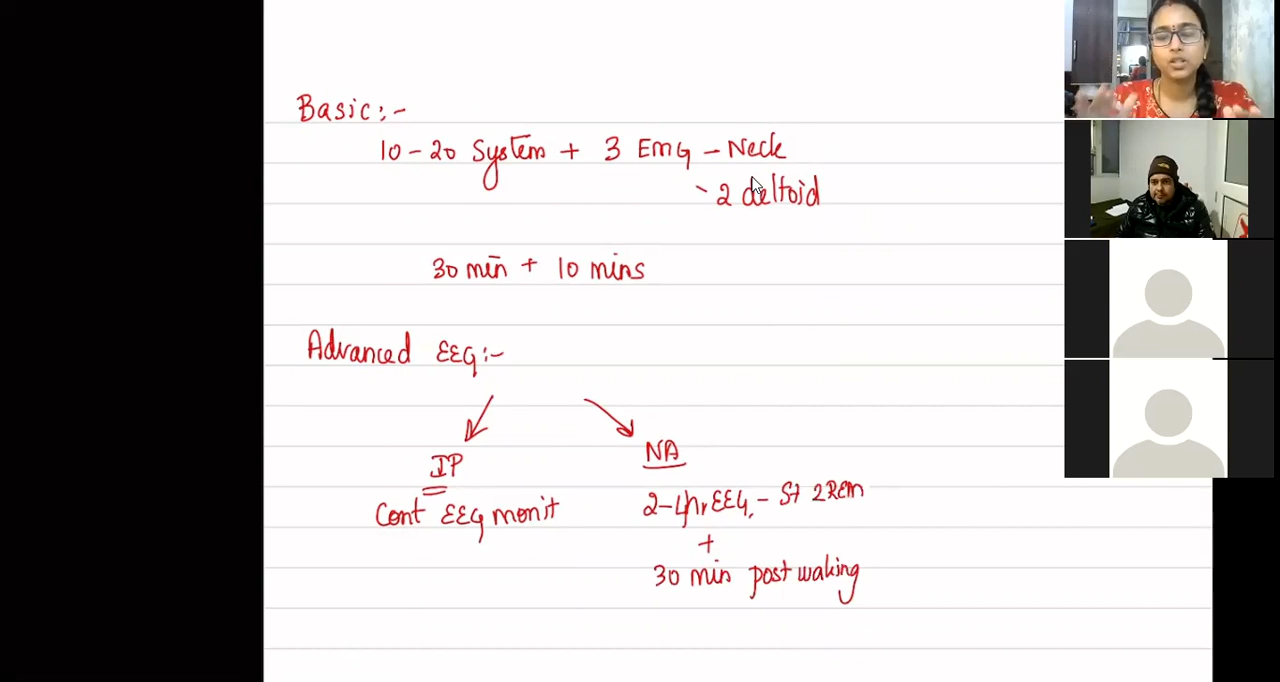 Basic:-
10-20 System + 3 EMG - Neck
- 2 deltoid
30 min + 10 mins
Advanced EEG:-
IP
NA
Cont EEG monit
2-4hr EEG - St 2 REM
+
30 min post waking